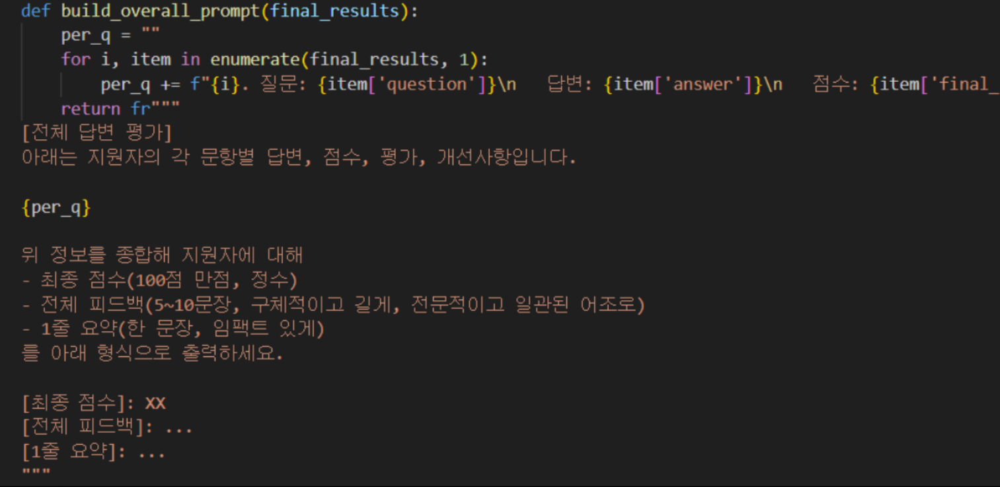 def build_overall_prompt(final_results):
    per_q = ""
    for i, item in enumerate(final_results, 1):
        per_q += f"{i}. 질문: {item['question']}\n   답변: {item['answer']}\n   점수: {item['final_
    return fr"""
[전체 답변 평가]
아래는 지원자의 각 문항별 답변, 점수, 평가, 개선사항입니다.

{per_q}

위 정보를 종합해 지원자에 대해
- 최종 점수(100점 만점, 정수)
- 전체 피드백(5~10문장, 구체적이고 길게, 전문적이고 일관된 어조로)
- 1줄 요약(한 문장, 임팩트 있게)
를 아래 형식으로 출력하세요.

[최종 점수]: XX
[전체 피드백]: ...
[1줄 요약]: ...
"""